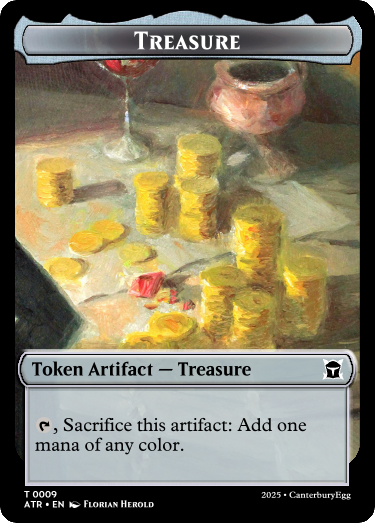 TREASURE
Token Artifact — Treasure
, Sacrifice this artifact: Add one
mana of any color.
T 0009
ATR • EN FLORIAN HEROLD
2025 • CanterburyEgg